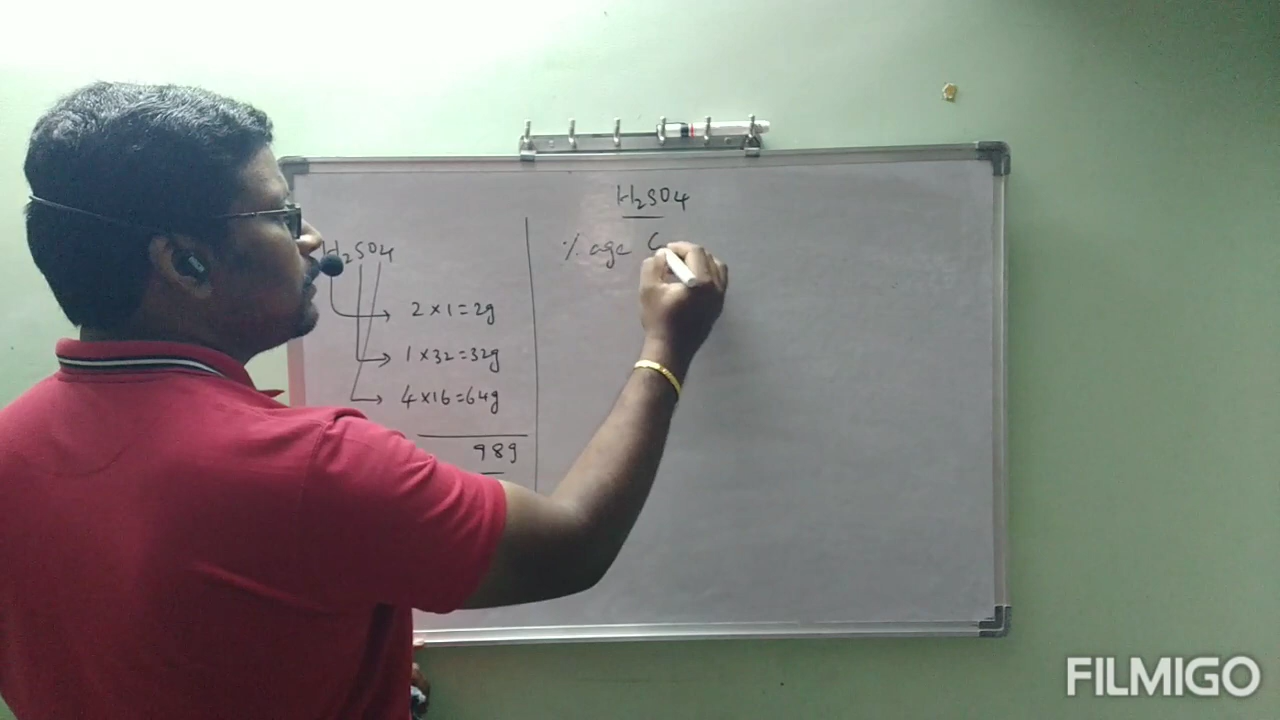 H₂SO4
2 × 1 = 2g
1 × 32 = 32g
4 × 16 = 64g
98g
H₂SO4
% age C
FILMIGO